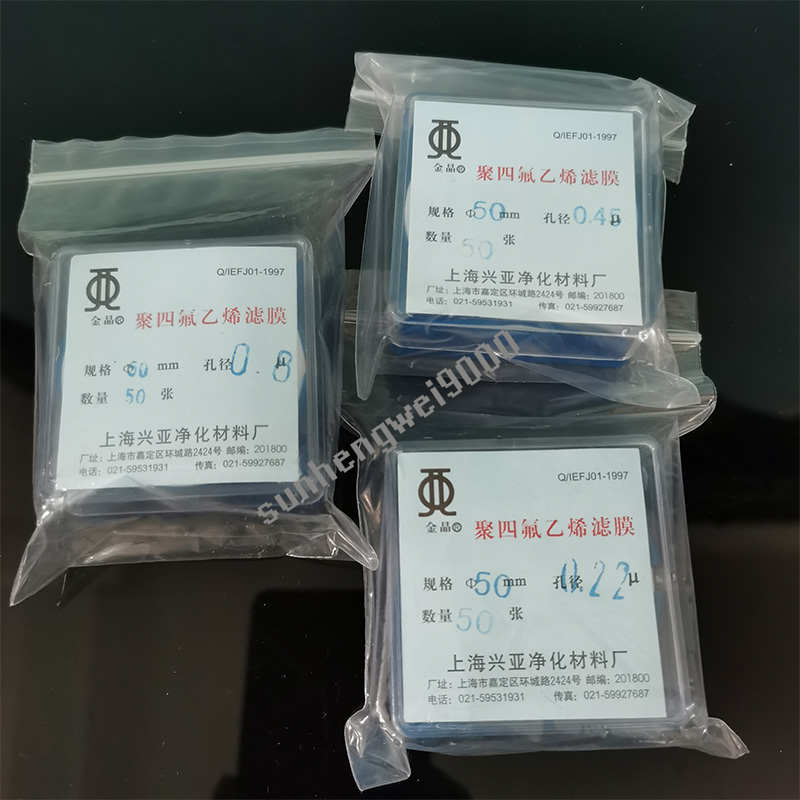 Q/IEFJ01-1997
金晶®
聚四氟乙烯滤膜
规格 Φ50 mm 孔径 0.45 μ
数量 50 张
上海兴亚净化材料厂
厂址：上海市嘉定区环城路2424号 邮编：201800
电话：021-59531931 传真：021-59927687
Q/IEFJ01-1997
金晶®
聚四氟乙烯滤膜
规格 Φ50 mm 孔径 0.8 μ
数量 50 张
上海兴亚净化材料厂
厂址：上海市嘉定区环城路2424号 邮编：201800
电话：021-59531931 传真：021-59927687
Q/IEFJ01-1997
金晶®
聚四氟乙烯滤膜
规格 Φ50 mm 孔径 0.22 μ
数量 50 张
上海兴亚净化材料厂
厂址：上海市嘉定区环城路2424号 邮编：201800
电话：021-59531931 传真：021-59927687
sunhengwei9000